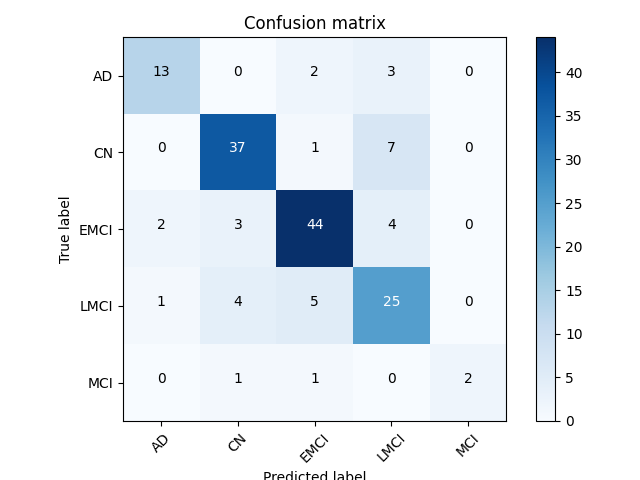 Confusion matrix
AD 13 0 2 3 0
CN 0 37 1 7 0
EMCI 2 3 44 4 0
LMCI 1 4 5 25 0
MCI 0 1 1 0 2
True label
AD CN EMCI LMCI MCI
Predicted label
40
35
30
25
20
15
10
5
0